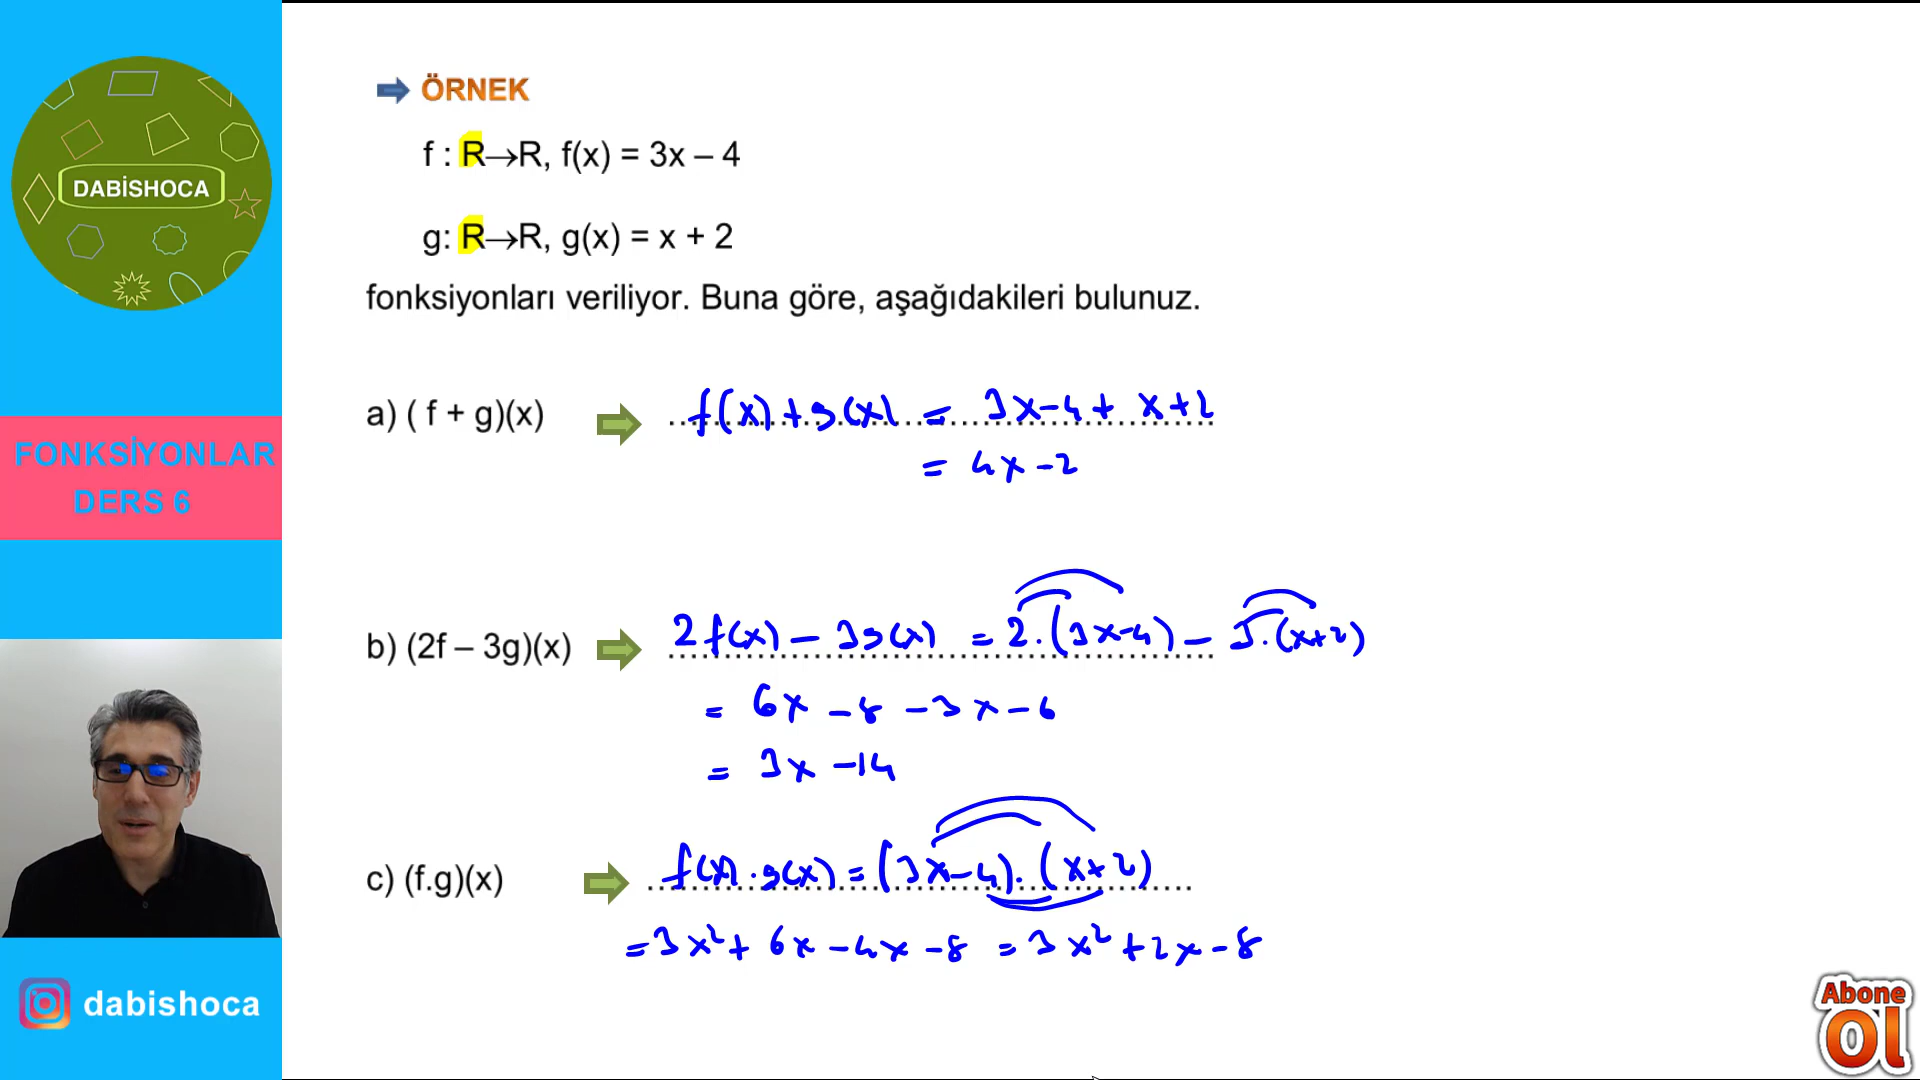 DABİSHOCA
FONKSİYONLAR
DERS 6
dabishoca
ÖRNEK
f : R→R, f(x) = 3x – 4
g: R→R, g(x) = x + 2
fonksiyonları veriliyor. Buna göre, aşağıdakileri bulunuz.
a) ( f + g)(x) f(x)+g(x) = 3x-4+ x+2
= 4x-2
b) (2f – 3g)(x) 2f(x) - 3g(x) = 2.(3x-4) - 3.(x+2)
= 6x -8 -3x -6
= 3x -14
c) (f.g)(x) f(x).g(x) = (3x-4).(x+2)
=3x²+ 6x -4x -8 = 3x²+2x-8
Abone
Ol